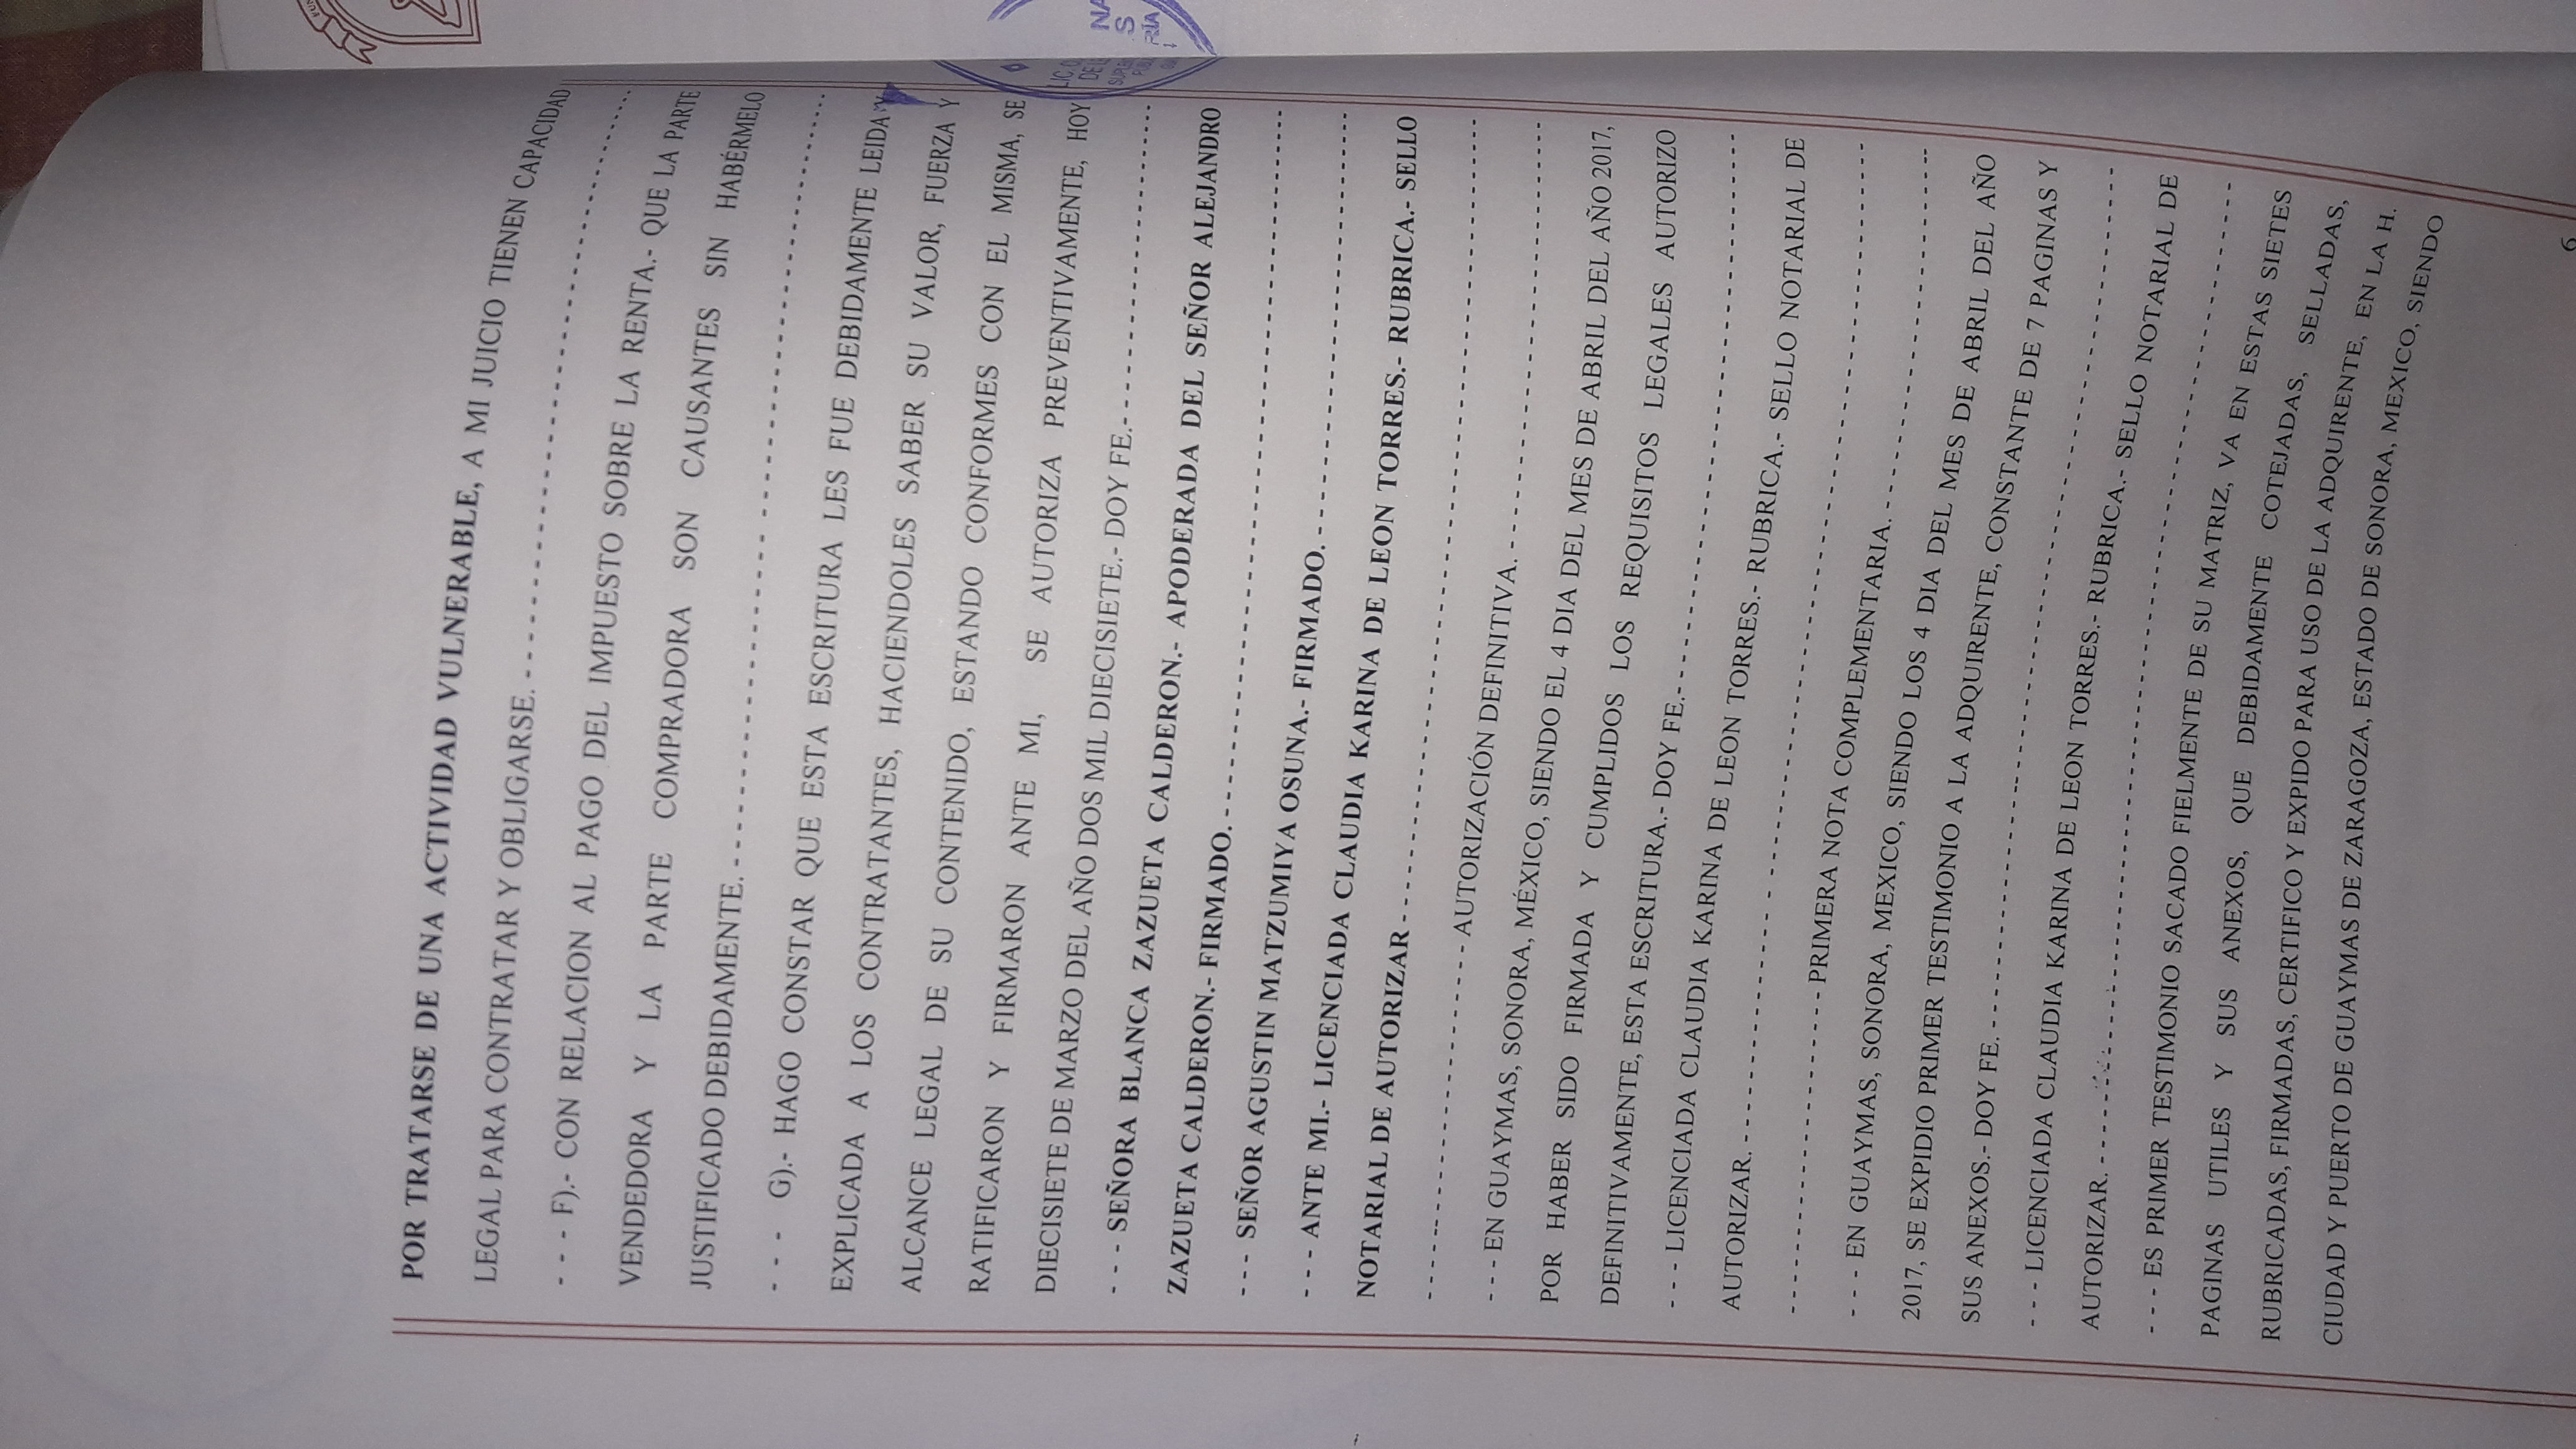 POR TRATARSE DE UNA ACTIVIDAD VULNERABLE, A MI JUICIO TIENEN CAPACIDAD
LEGAL PARA CONTRATAR Y OBLIGARSE. - - - - - - - - - - - - - - - - - - - - - - - - - - - - - - - - - - - - - - - -
- - - F).- CON RELACION AL PAGO DEL IMPUESTO SOBRE LA RENTA.- QUE LA PARTE
VENDEDORA Y LA PARTE COMPRADORA SON CAUSANTES SIN HABÉRMELO
JUSTIFICADO DEBIDAMENTE. - - - - - - - - - - - - - - - - - - - - - - - - - - - - - - - - - - - - - - - - - - - - - -
- - - G).- HAGO CONSTAR QUE ESTA ESCRITURA LES FUE DEBIDAMENTE LEIDA Y
EXPLICADA A LOS CONTRATANTES, HACIENDOLES SABER SU VALOR, FUERZA Y
ALCANCE LEGAL DE SU CONTENIDO, ESTANDO CONFORMES CON EL MISMA, SE
RATIFICARON Y FIRMARON ANTE MI, SE AUTORIZA PREVENTIVAMENTE, HOY
DIECISIETE DE MARZO DEL AÑO DOS MIL DIECISIETE.- DOY FE.- - - - - - - - - - - - - - - - - - - - - - -
- - - SEÑORA BLANCA ZAZUETA CALDERON.- APODERADA DEL SEÑOR ALEJANDRO
ZAZUETA CALDERON.- FIRMADO. - - - - - - - - - - - - - - - - - - - - - - - - - - - - - - - - - - - - - - - - - -
- - - SEÑOR AGUSTIN MATZUMIYA OSUNA.- FIRMADO. - - - - - - - - - - - - - - - - - - - - - - - - -
- - - ANTE MI.- LICENCIADA CLAUDIA KARINA DE LEON TORRES.- RUBRICA.- SELLO
NOTARIAL DE AUTORIZAR - - - - - - - - - - - - - - - - - - - - - - - - - - - - - - - - - - - - - - - - - - - - - -
- - - - - - - - - - - - - - - - - - - - - AUTORIZACIÓN DEFINITIVA. - - - - - - - - - - - - - - - - - - - - - - - - -
- - - EN GUAYMAS, SONORA, MÉXICO, SIENDO EL 4 DIA DEL MES DE ABRIL DEL AÑO 2017,
POR HABER SIDO FIRMADA Y CUMPLIDOS LOS REQUISITOS LEGALES AUTORIZO
DEFINITIVAMENTE, ESTA ESCRITURA.- DOY FE.- - - - - - - - - - - - - - - - - - - - - - - - - - - - - - - - -
- - - LICENCIADA CLAUDIA KARINA DE LEON TORRES.- RUBRICA.- SELLO NOTARIAL DE
AUTORIZAR. - - - - - - - - - - - - - - - - - - - - - - - - - - - - - - - - - - - - - - - - - - - - - - - - - - - - - -
- - - - - - - - - - - - - - - - - - - - - PRIMERA NOTA COMPLEMENTARIA. - - - - - - - - - - - - - - - - - - - - - -
- - - EN GUAYMAS, SONORA, MEXICO, SIENDO LOS 4 DIA DEL MES DE ABRIL DEL AÑO
2017, SE EXPIDIO PRIMER TESTIMONIO A LA ADQUIRENTE, CONSTANTE DE 7 PAGINAS Y
SUS ANEXOS.- DOY FE. - - - - - - - - - - - - - - - - - - - - - - - - - - - - - - - - - - - - - - - - - - - - - - - -
- - - LICENCIADA CLAUDIA KARINA DE LEON TORRES.- RUBRICA.- SELLO NOTARIAL DE
AUTORIZAR. - - - - - - - - - - - - - - - - - - - - - - - - - - - - - - - - - - - - - - - - - - - - - - - - - - - - - -
- - - ES PRIMER TESTIMONIO SACADO FIELMENTE DE SU MATRIZ, VA EN ESTAS SIETES
PAGINAS UTILES Y SUS ANEXOS, QUE DEBIDAMENTE COTEJADAS, SELLADAS,
RUBRICADAS, FIRMADAS, CERTIFICO Y EXPIDO PARA USO DE LA ADQUIRENTE, EN LA H.
CIUDAD Y PUERTO DE GUAYMAS DE ZARAGOZA, ESTADO DE SONORA, MEXICO, SIENDO
6